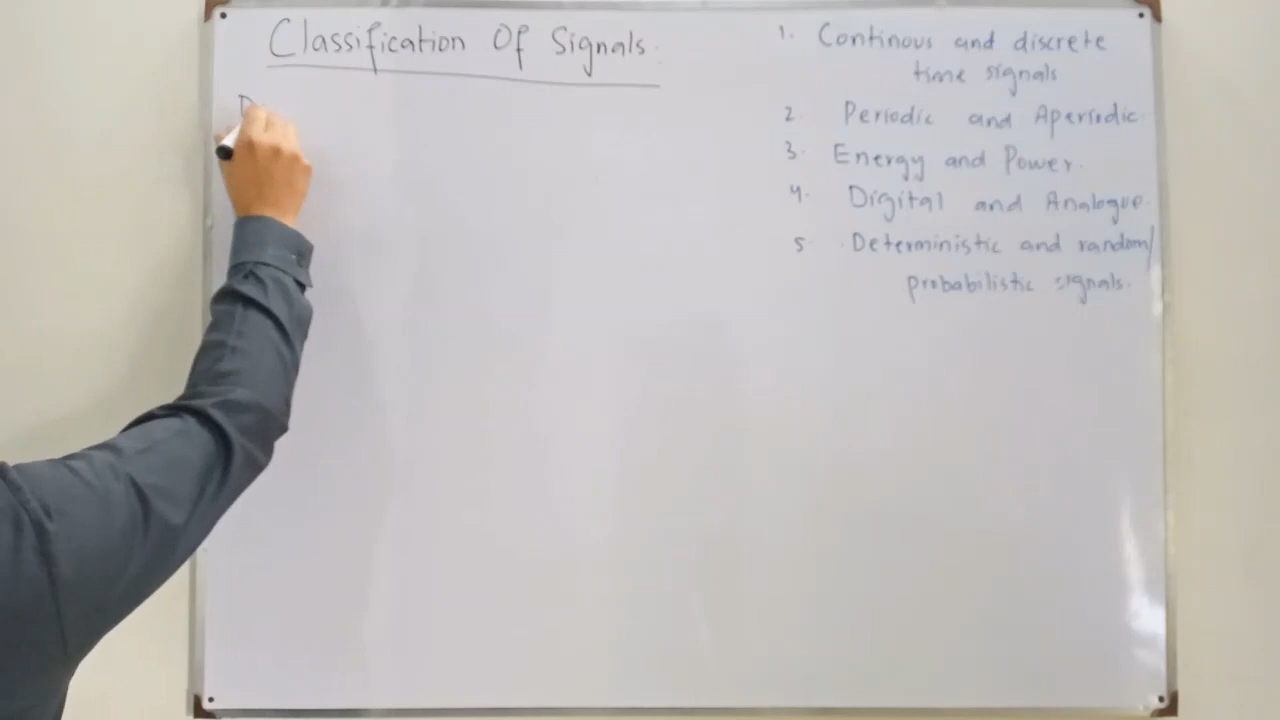 Classification Of Signals.
D
1. Continous and discrete
time signals
2. Periodic and Aperiodic.
3. Energy and Power.
4. Digital and Analogue.
5. Deterministic and random/
probabilistic signals.